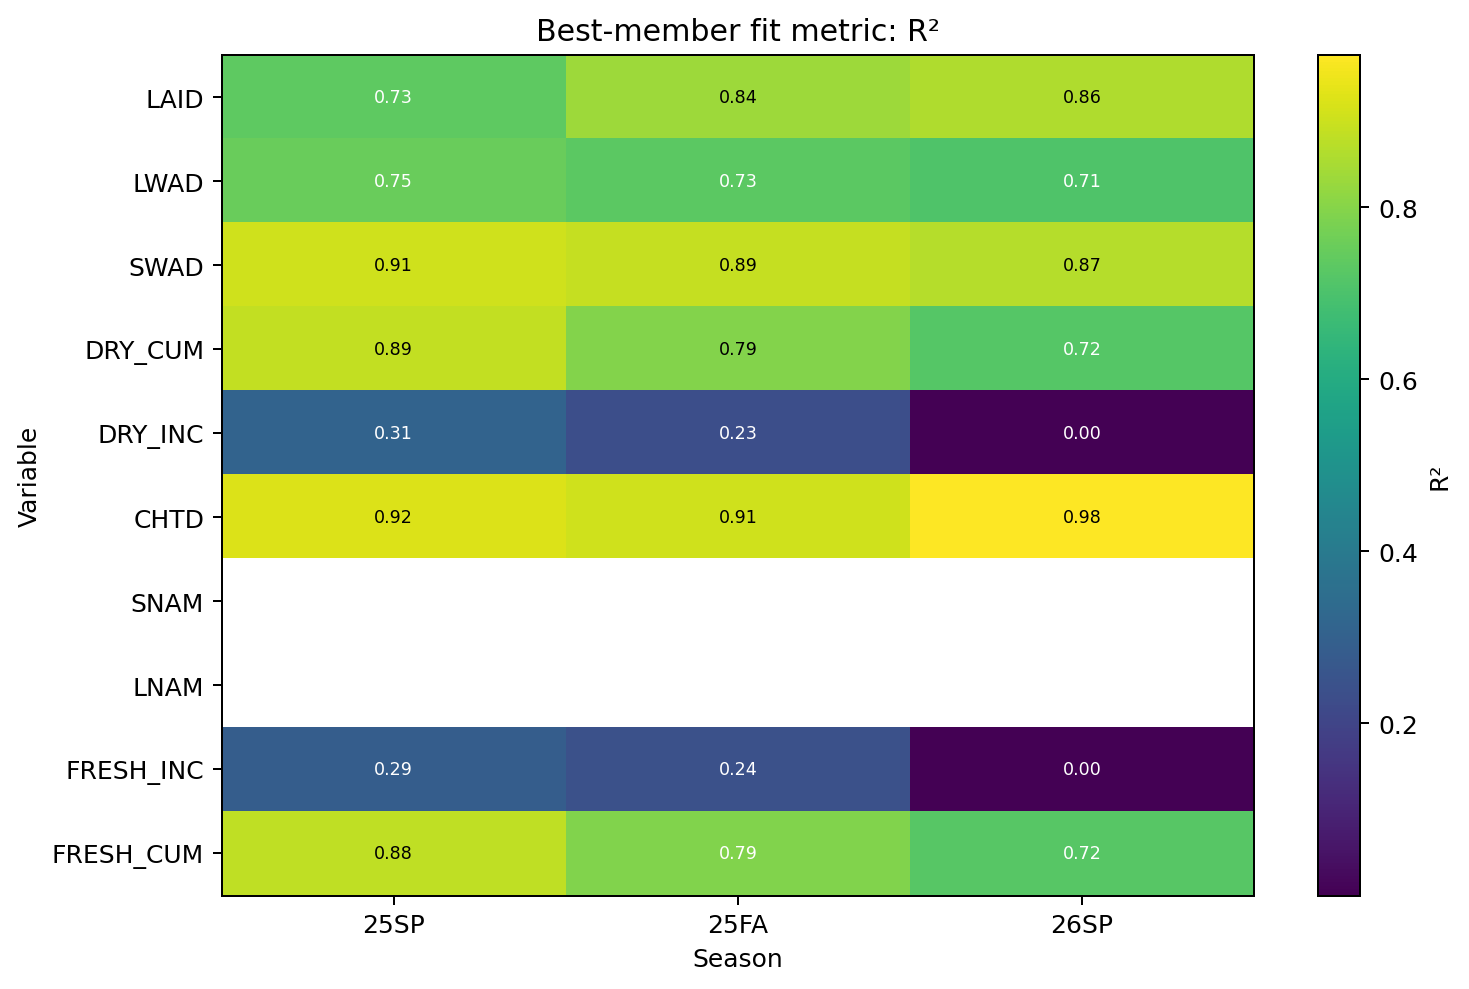 Best-member fit metric: R²
LAID 0.73 0.84 0.86
LWAD 0.75 0.73 0.71
SWAD 0.91 0.89 0.87
DRY_CUM 0.89 0.79 0.72
DRY_INC 0.31 0.23 0.00
CHTD 0.92 0.91 0.98
SNAM
LNAM
FRESH_INC 0.29 0.24 0.00
FRESH_CUM 0.88 0.79 0.72
25SP 25FA 26SP
Season
Variable
0.8
0.6
0.4
0.2
R²